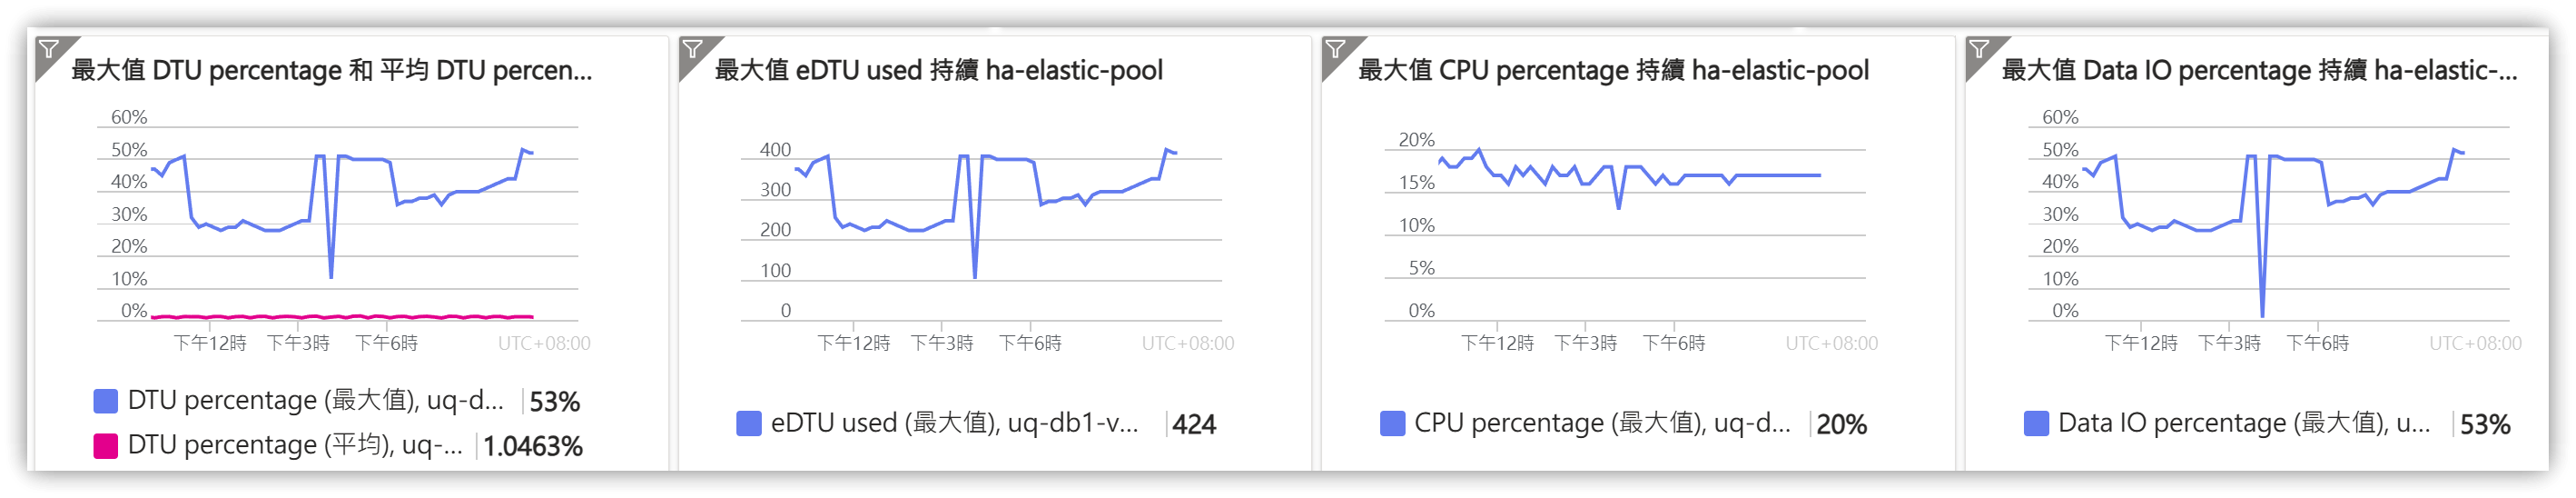 最大值 DTU percentage 和 平均 DTU percen...
60%
50%
40%
30%
20%
10%
0%
下午12時 下午3時 下午6時 UTC+08:00
DTU percentage (最大值), uq-d... 53%
DTU percentage (平均), uq-... 1.0463%
最大值 eDTU used 持續 ha-elastic-pool
400
300
200
100
0
下午12時 下午3時 下午6時 UTC+08:00
eDTU used (最大值), uq-db1-v... 424
最大值 CPU percentage 持續 ha-elastic-pool
20%
15%
10%
5%
0%
下午12時 下午3時 下午6時 UTC+08:00
CPU percentage (最大值), uq-d... 20%
最大值 Data IO percentage 持續 ha-elastic-...
60%
50%
40%
30%
20%
10%
0%
下午12時 下午3時 下午6時 UTC+08:00
Data IO percentage (最大值), u... 53%